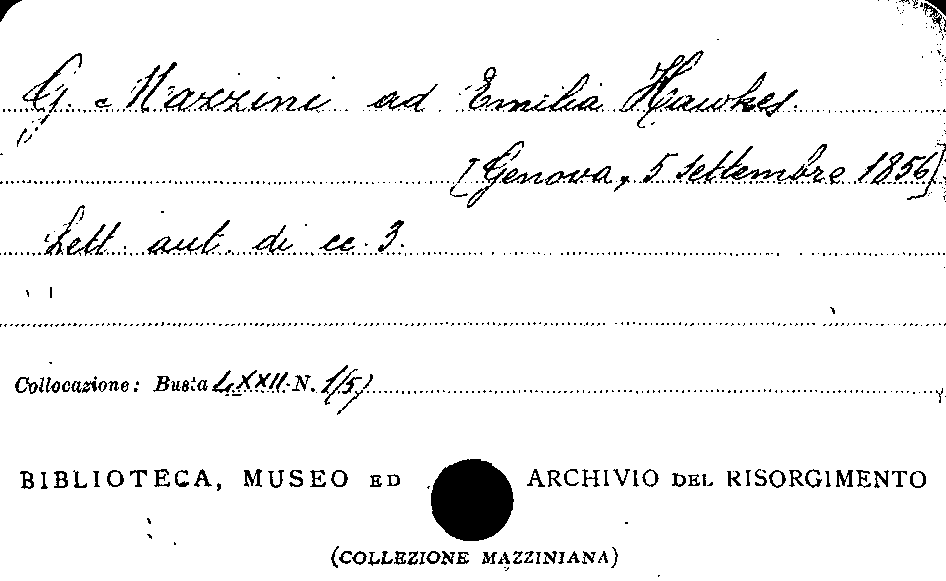 G. Mazzini ad Emilia Hawkes.
[Genova, 5 settembre 1856]
Lett. aut. di cc. 3.
Collocazione: Busta LXXII N. 1(5)
BIBLIOTECA, MUSEO ED ARCHIVIO DEL RISORGIMENTO
(COLLEZIONE MAZZINIANA)